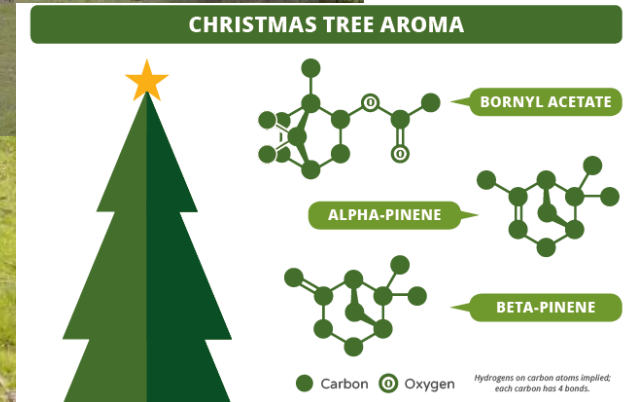 CHRISTMAS TREE AROMA
BORNYL ACETATE
ALPHA-PINENE
BETA-PINENE
Carbon
Oxygen
Hydrogens on carbon atoms implied;
each carbon has 4 bonds.